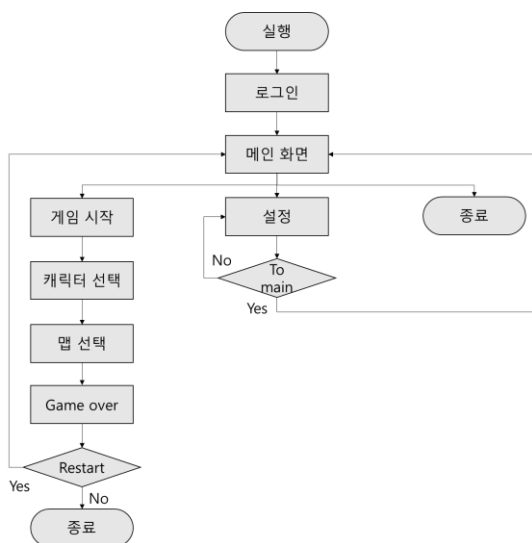 실행
로그인
메인 화면
게임 시작
설정
종료
No
캐릭터 선택
To
main
Yes
맵 선택
Game over
Restart
Yes
No
종료